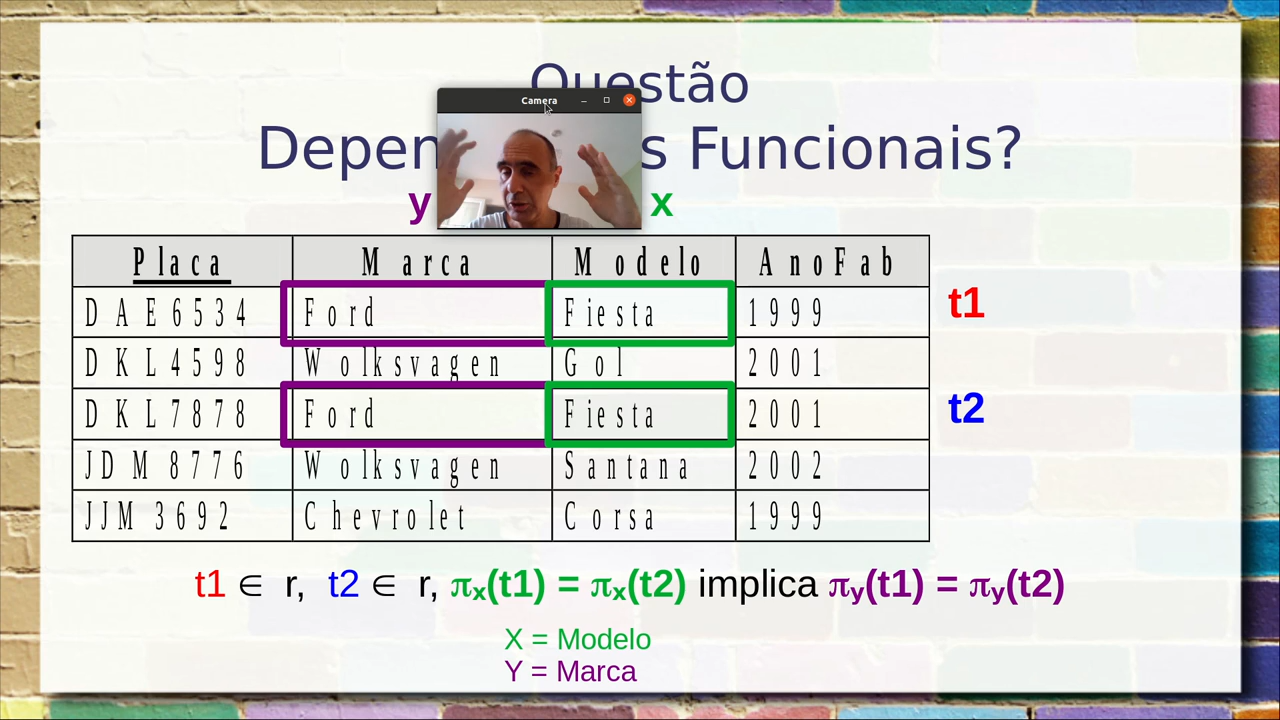 Questão
Camera
Depen s Funcionais?
y x
Placa Marca Modelo AnoFab
DAE6534 Ford Fiesta 1999 t1
DKL4598 Wolksvagen Gol 2001
DKL7878 Ford Fiesta 2001 t2
JDM8776 Wolksvagen Santana 2002
JJM3692 Chevrolet Corsa 1999
t1 ∈ r, t2 ∈ r, πx(t1) = πx(t2) implica πy(t1) = πy(t2)
X = Modelo
Y = Marca